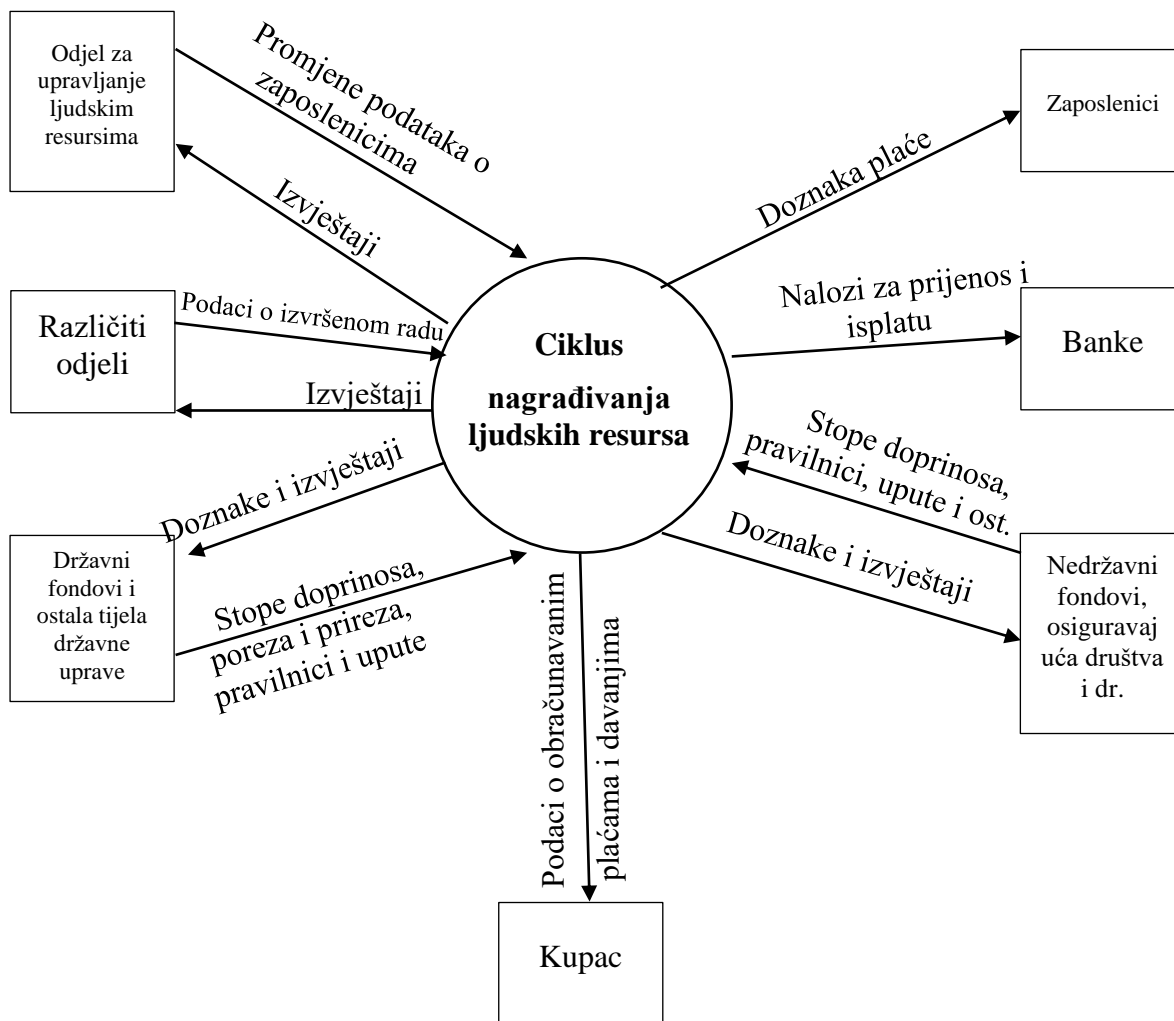 Odjel za
upravljanje
ljudskim
resursima
Promjene podataka o
zaposlenicima
Izvještaji
Zaposlenici
Doznaka plaće
Različiti
odjeli
Podaci o izvršenom radu
Izvještaji
Ciklus
nagrađivanja
ljudskih resursa
Nalozi za prijenos i
isplatu
Banke
Stope doprinosa,
pravilnici, upute i ost.
Doznake i izvještaji
Doznake i izvještaji
Državni
fondovi i
ostala tijela
državne
uprave
Stope doprinosa,
poreza i prireza,
pravilnici i upute
Nedržavni
fondovi,
osiguravaj
uća društva
i dr.
Podaci o obračunavanim
plaćama i davanjima
Kupac